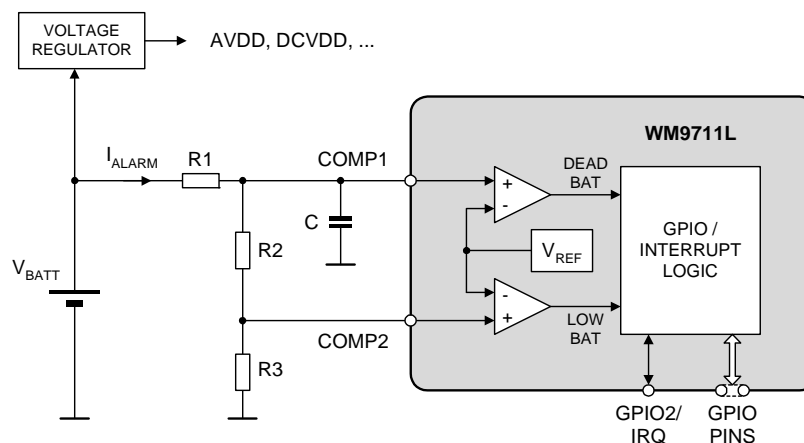 VOLTAGE
REGULATOR
AVDD, DCVDD, ...
WM9711L
I_ALARM
R1
COMP1
DEAD
BAT
+
-
C
R2
V_REF
GPIO /
INTERRUPT
LOGIC
V_BATT
-
+
LOW
BAT
COMP2
R3
GPIO2/
IRQ
GPIO
PINS